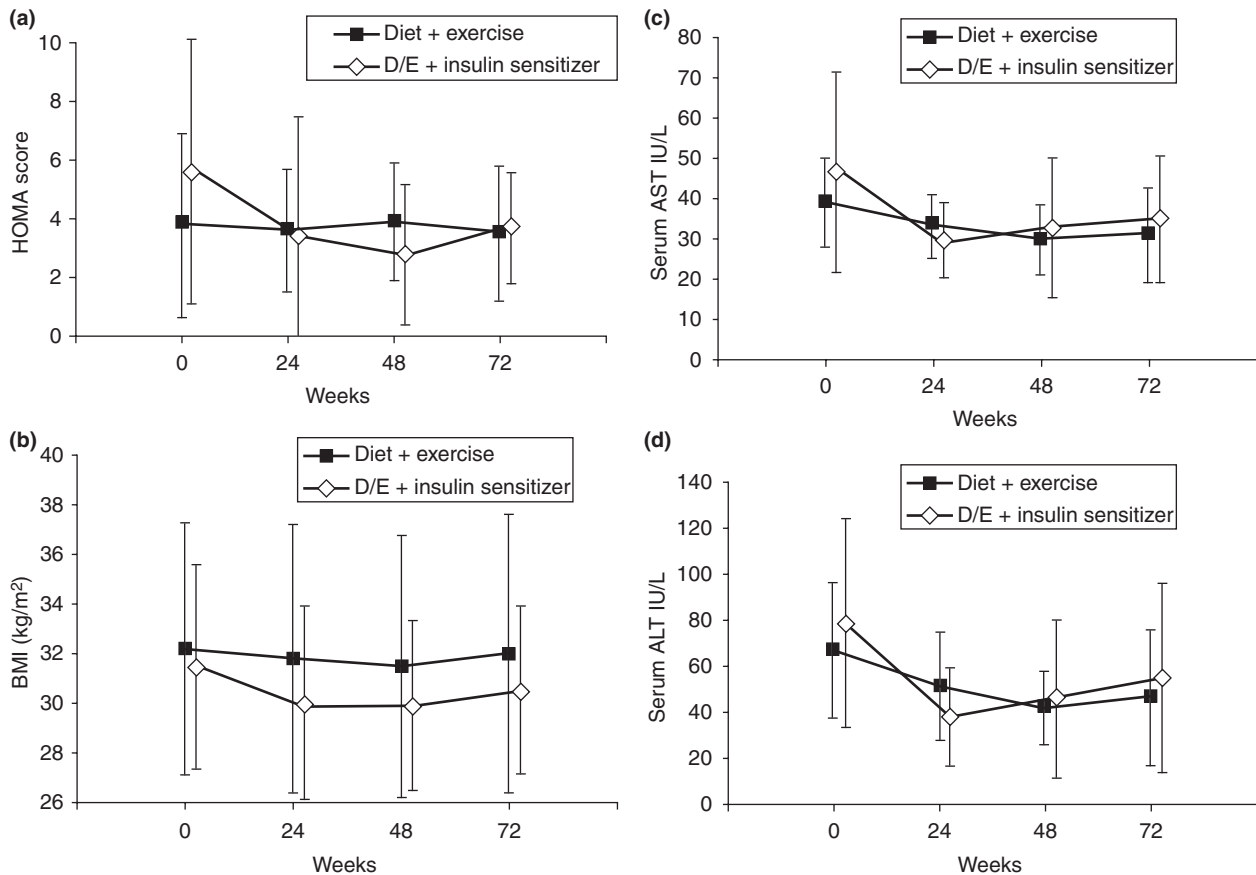 (a)
Diet + exercise
D/E + insulin sensitizer
HOMA score
10
8
6
4
2
0
0 24 48 72
Weeks
(b)
Diet + exercise
D/E + insulin sensitizer
BMI (kg/m²)
40
38
36
34
32
30
28
26
0 24 48 72
Weeks
(c)
Diet + exercise
D/E + insulin sensitizer
Serum AST IU/L
80
70
60
50
40
30
20
10
0
0 24 48 72
Weeks
(d)
Diet + exercise
D/E + insulin sensitizer
Serum ALT IU/L
140
120
100
80
60
40
20
0
0 24 48 72
Weeks